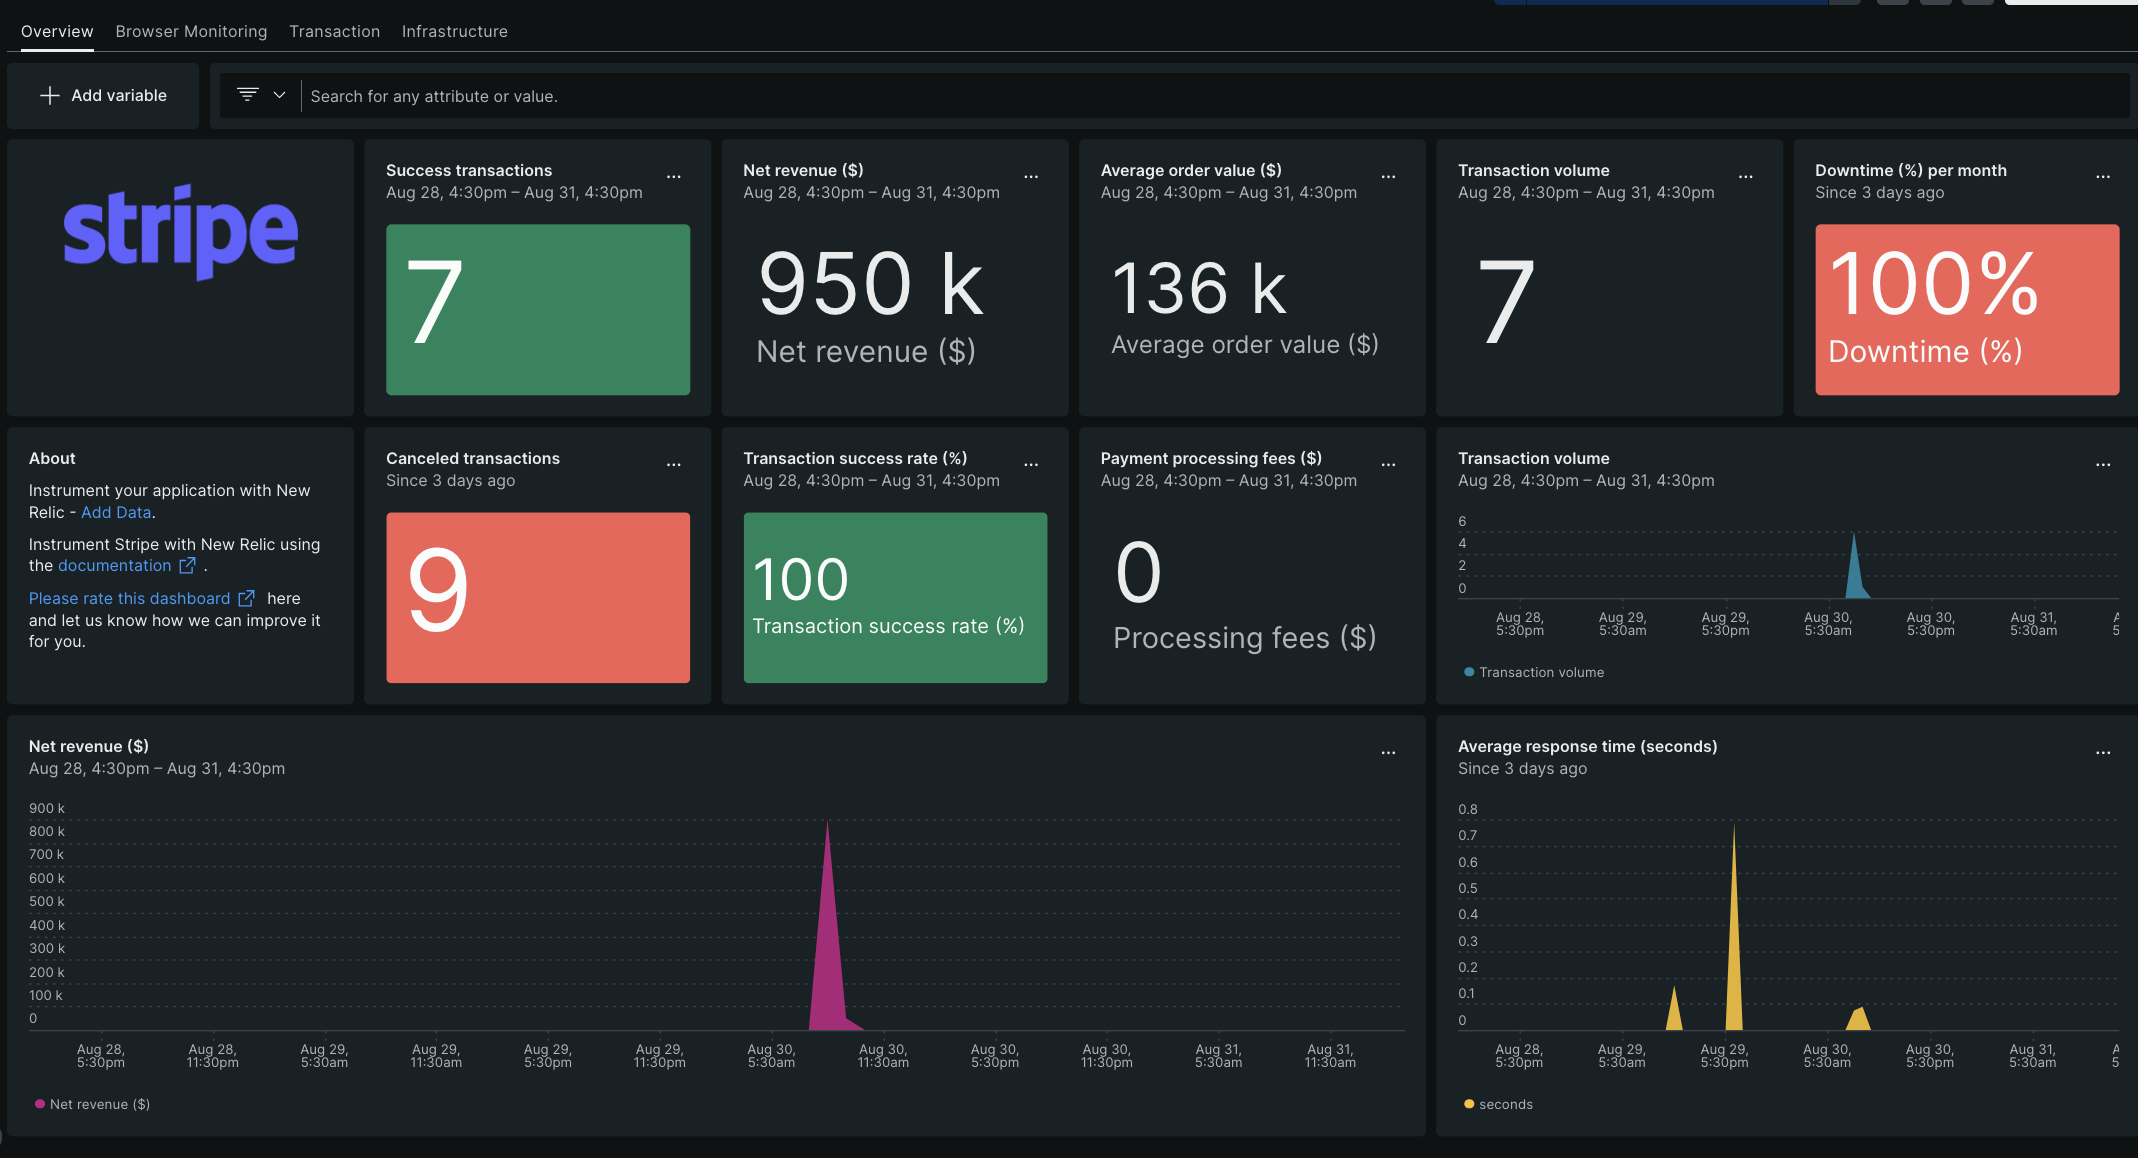 Overview Browser Monitoring Transaction Infrastructure
Add variable
Search for any attribute or value.
stripe
Success transactions
...
Aug 28, 4:30pm – Aug 31, 4:30pm
7
Net revenue ($)
...
Aug 28, 4:30pm – Aug 31, 4:30pm
950 k
Net revenue ($)
Average order value ($)
...
Aug 28, 4:30pm – Aug 31, 4:30pm
136 k
Average order value ($)
Transaction volume
...
Aug 28, 4:30pm – Aug 31, 4:30pm
7
Downtime (%) per month
...
Since 3 days ago
100%
Downtime (%)
About
Instrument your application with New
Relic - Add Data.
Instrument Stripe with New Relic using
the documentation .
Please rate this dashboard here
and let us know how we can improve it
for you.
Canceled transactions
...
Since 3 days ago
9
Transaction success rate (%)
...
Aug 28, 4:30pm – Aug 31, 4:30pm
100
Transaction success rate (%)
Payment processing fees ($)
...
Aug 28, 4:30pm – Aug 31, 4:30pm
0
Processing fees ($)
Transaction volume
...
Aug 28, 4:30pm – Aug 31, 4:30pm
6
4
2
0
Aug 28, Aug 29, Aug 29, Aug 30, Aug 30, Aug 31, A
5:30pm 5:30am 5:30pm 5:30am 5:30pm 5:30am 5
Transaction volume
Net revenue ($)
...
Aug 28, 4:30pm – Aug 31, 4:30pm
900 k
800 k
700 k
600 k
500 k
400 k
300 k
200 k
100 k
0
Aug 28, Aug 28, Aug 29, Aug 29, Aug 29, Aug 29, Aug 30, Aug 30, Aug 30, Aug 30, Aug 31, Aug 31,
5:30pm 11:30pm 5:30am 11:30am 5:30pm 11:30pm 5:30am 11:30am 5:30pm 11:30pm 5:30am 11:30am
Net revenue ($)
Average response time (seconds)
...
Since 3 days ago
0.8
0.7
0.6
0.5
0.4
0.3
0.2
0.1
0
Aug 28, Aug 29, Aug 29, Aug 30, Aug 30, Aug 31, A
5:30pm 5:30am 5:30pm 5:30am 5:30pm 5:30am 5
seconds